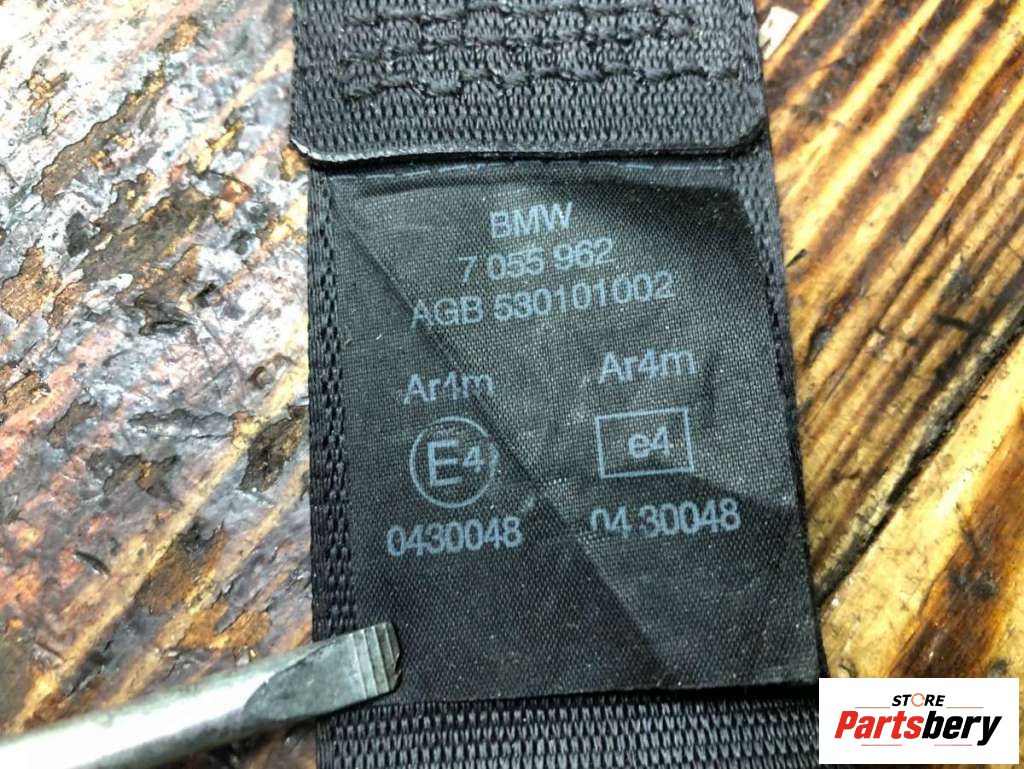 BMW
7 055 962
AGB 530101002
Ar4m Ar4m
E4 e4
0430048 04 30048
STORE
Partsbery